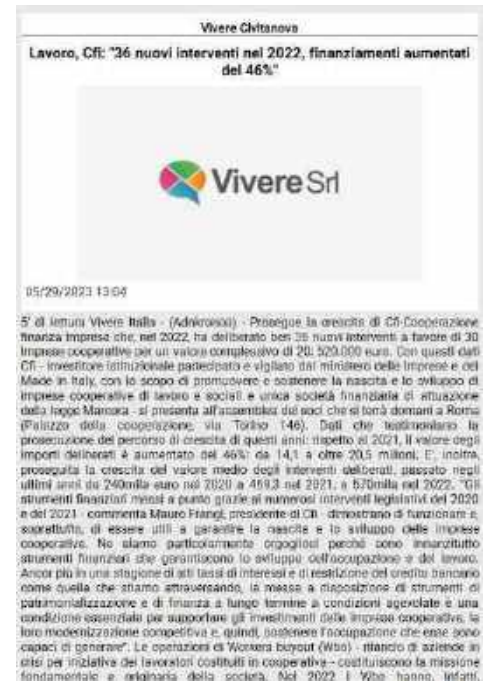 Vivere Civitanova
Lavoro, Cfi: "36 nuovi interventi nel 2022, finanziamenti aumentati
del 46%"
Vivere Srl
05/29/2023 13:04
5' di lettura Vivere Italia - (Adnkronos) - Prosegue la crescita di Cfi-Cooperazione
finanza imprese che, nel 2022, ha deliberato ben 36 nuovi interventi a favore di 30
imprese cooperative per un valore complessivo di 20. 520.000 euro. Con questi dati
Cfi - investitore istituzionale partecipato e vigilato dal ministero delle Imprese e del
Made in Italy, con lo scopo di promuovere e sostenere la nascita e lo sviluppo di
imprese cooperative di lavoro e sociali e unica società finanziaria di attuazione
della legge Marcora - si presenta all'assemblea dei soci che si terrà domani a Roma
(Palazzo della cooperazione, via Torino 146). Dati che testimoniano la
prosecuzione del percorso di crescita di questi anni: rispetto al 2021, il valore degli
importi deliberati è aumentato del 46%: da 14,1 a oltre 20,5 milioni. E', inoltre,
proseguita la crescita del valore medio degli interventi deliberati, passato negli
ultimi anni da 240mila euro nel 2020 a 459,3 nel 2021, a 570mila nel 2022. "Gli
strumenti finanziari messi a punto grazie ai numerosi interventi legislativi del 2020
e del 2021 - commenta Mauro Frangi, presidente di Cfi - dimostrano di funzionare e,
soprattutto, di essere utili a garantire la nascita e lo sviluppo delle imprese
cooperative. Ne siamo particolarmente orgogliosi perché sono innanzitutto
strumenti finanziari che garantiscono lo sviluppo dell'occupazione e del lavoro.
Ancor più in una stagione di alti tassi di interessi e di restrizione del credito bancario
come quella che stiamo attraversando, la messa a disposizione di strumenti di
patrimonializzazione e di finanza a lungo termine a condizioni agevolate è una
condizione essenziale per supportare gli investimenti delle imprese cooperative, la
loro modernizzazione competitiva e, quindi, sostenere l'occupazione che esse sono
capaci di generare". Le operazioni di Workers buyout (Wbo) - rilancio di aziende in
crisi per iniziativa dei lavoratori costituiti in cooperativa - costituiscono la missione
fondamentale e originaria della società. Nel 2022 i Wbo hanno, infatti,